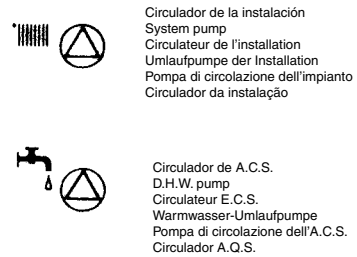 Circulador de la instalación
System pump
Circulateur de l'installation
Umlaufpumpe der Installation
Pompa di circolazione dell'impianto
Circulador da instalação
Circulador de A.C.S.
D.H.W. pump
Circulateur E.C.S.
Warmwasser-Umlaufpumpe
Pompa di circolazione dell'A.C.S.
Circulador A.Q.S.